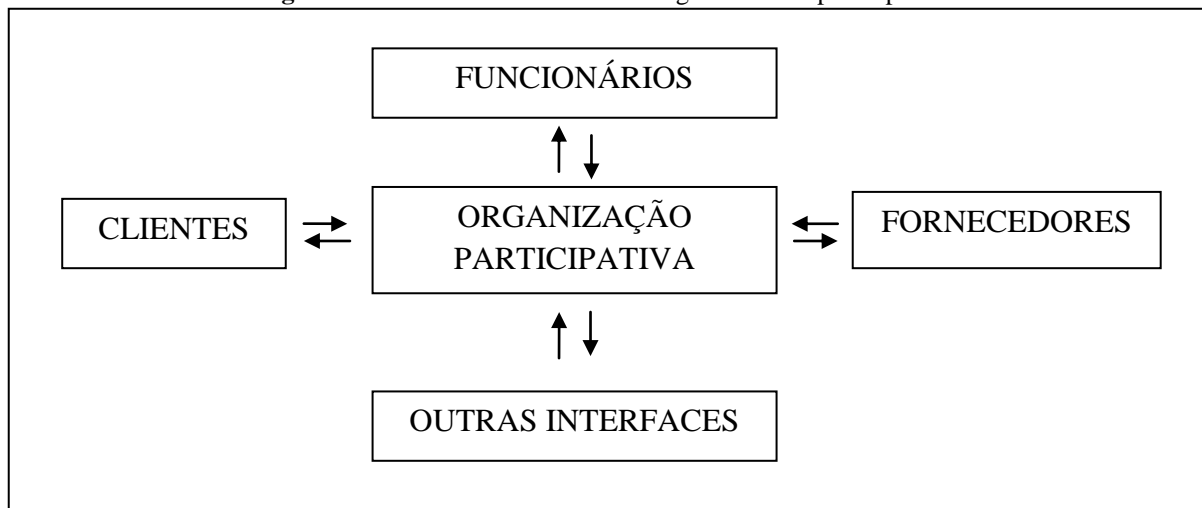 FUNCIONÁRIOS
CLIENTES
ORGANIZAÇÃO
PARTICIPATIVA
FORNECEDORES
OUTRAS INTERFACES